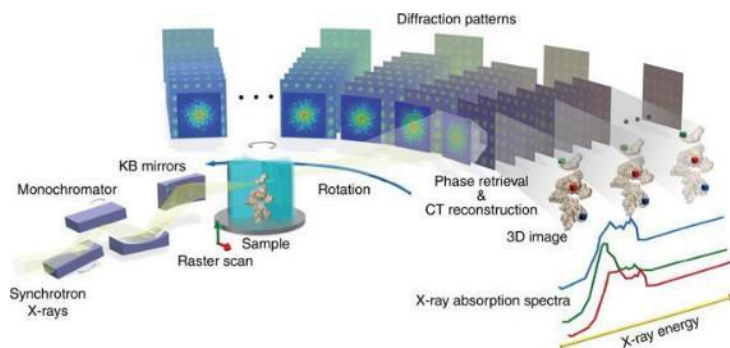 Diffraction patterns
KB mirrors
Monochromator
Rotation
Phase retrieval
&
CT reconstruction
Sample
3D image
Raster scan
Synchrotron
X-rays
X-ray absorption spectra
X-ray energy